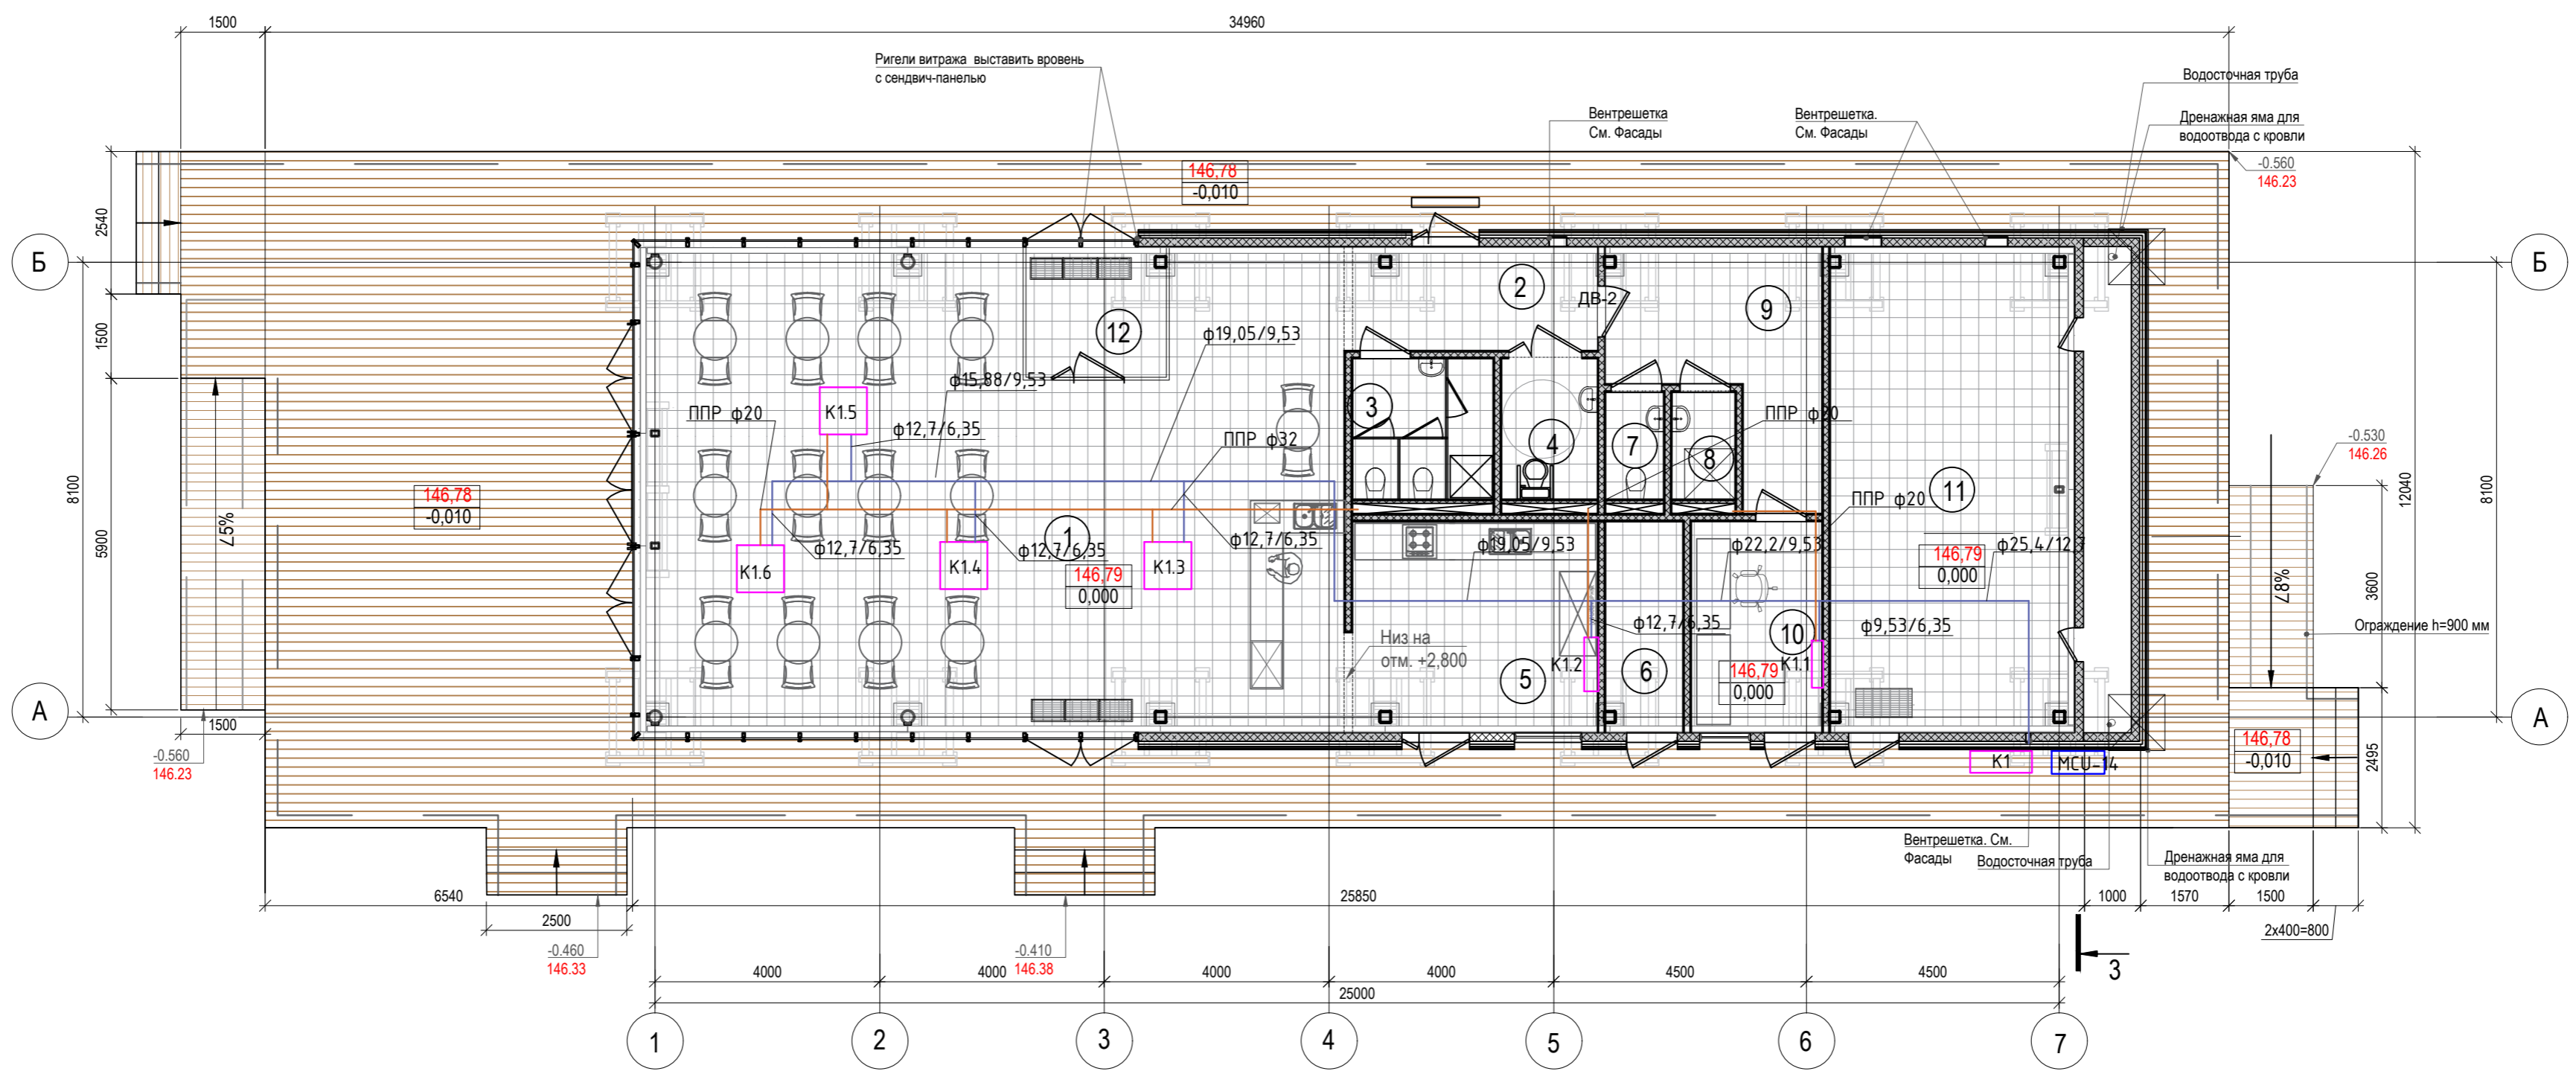 1500
34960
Ригели витража выставить вровень
с сендвич-панелью
Водосточная труба
Вентрешетка
См. Фасады
Вентрешетка.
См. Фасады
Дренажная яма для
водоотвода с кровли
146,78
-0,010
-0.560
146.23
2540
Б
Б
2
ДВ-2
9
1500
12
ф19,05/9,53
ф15,88/9,53
К1.5
ППР ф20
3
ППР ф20
ф12,7/6,35
ППР ф32
4
7
8
-0.530
146.26
8100
146,78
-0,010
12040
8100
11
ППР ф20
5900
∠5%
1
ф12,7/6,35
ф12,7/6,35
ф12,7/6,35
ф19,05/9,53
ф22,2/9,53
146,79
0,000
ф25,4/12,7
К1.6
К1.4
К1.3
146,79
0,000
∠8%
3600
ф12,7/6,35
10
ф9,53/6,35
Ограждение h=900 мм
Низ на
отм. +2,800
К1.2
5
6
К1.1
146,79
0,000
А
А
1500
-0.560
146.23
К1
MCU-14
146,78
-0,010
2495
Вентрешетка. См.
Фасады
Водосточная труба
Дренажная яма для
водоотвода с кровли
6540
25850
1000
1570
1500
2500
2х400=800
-0.460
146.33
-0.410
146.38
3
4000
4000
4000
4000
4500
4500
25000
1
2
3
4
5
6
7